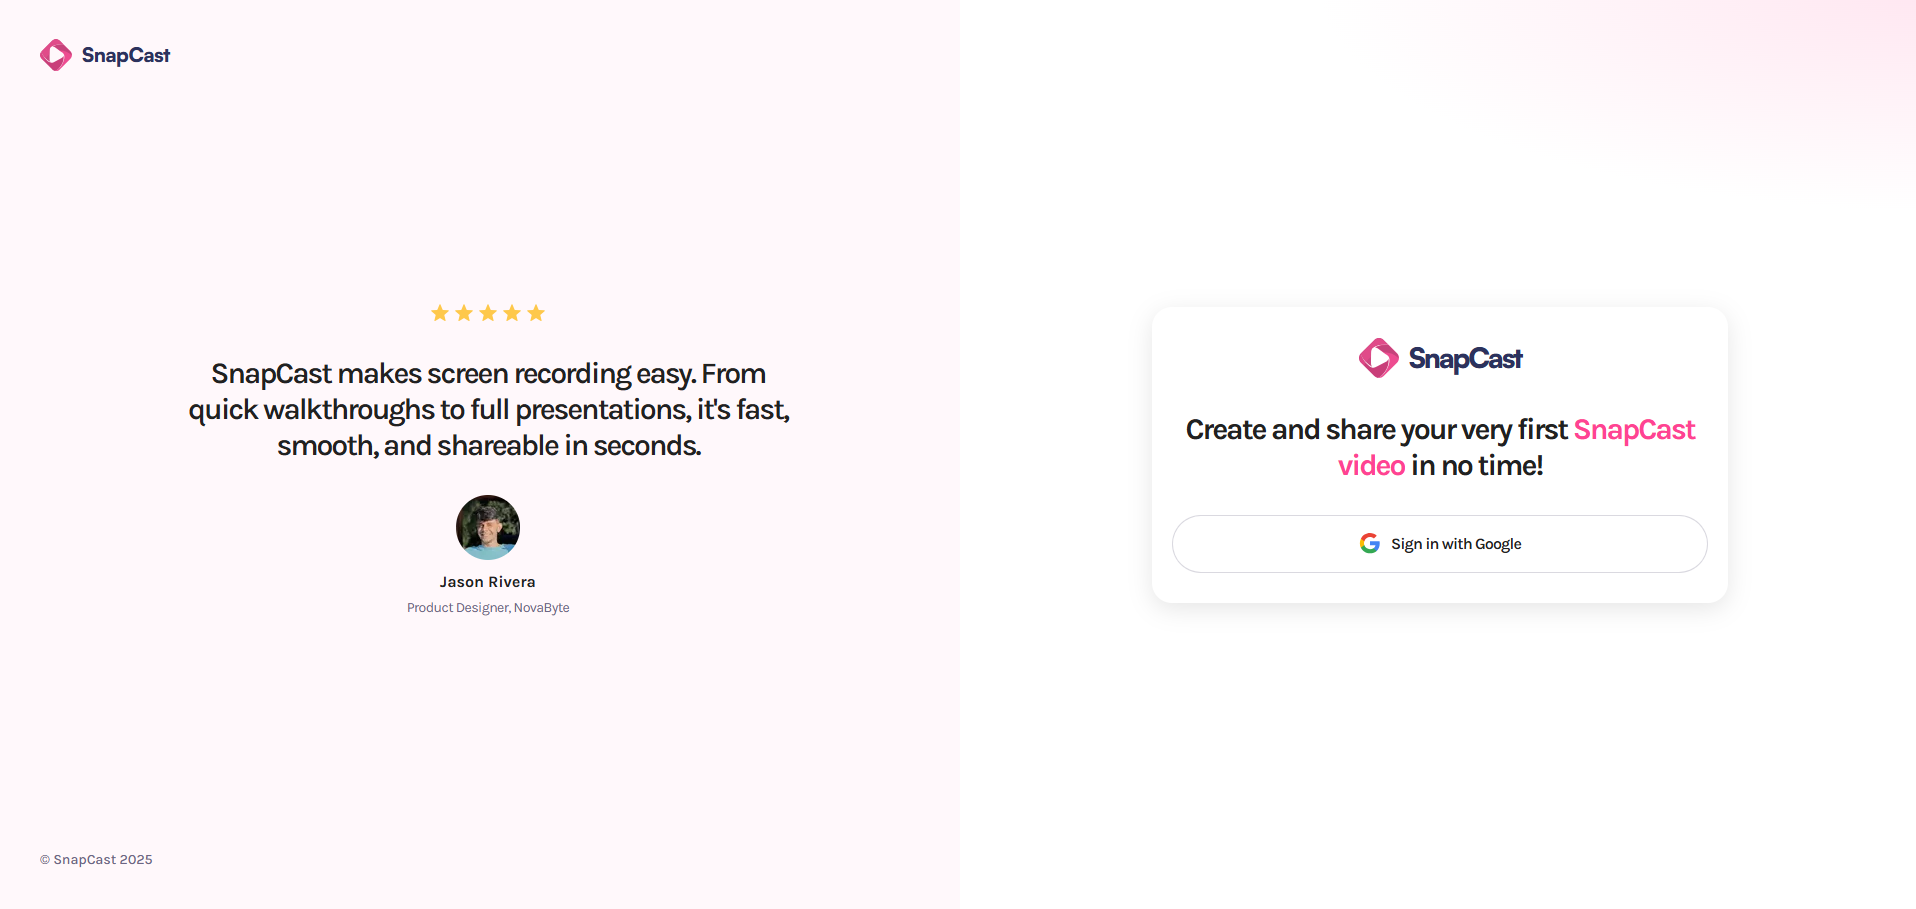 SnapCast
SnapCast makes screen recording easy. From
quick walkthroughs to full presentations, it's fast,
smooth, and shareable in seconds.
Jason Rivera
Product Designer, NovaByte
© SnapCast 2025
SnapCast
Create and share your very first SnapCast
video in no time!
Sign in with Google